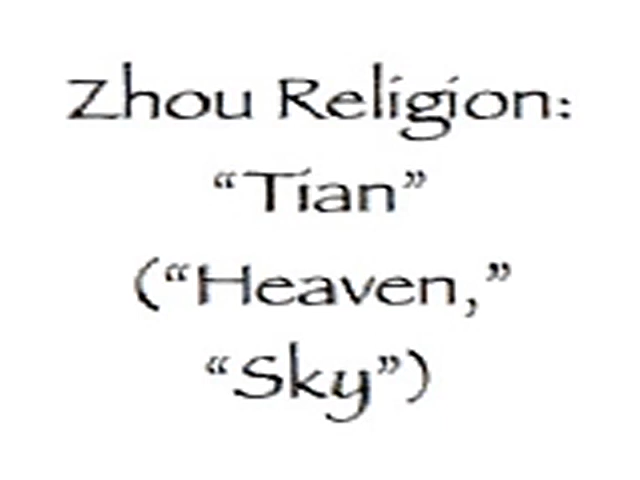 Zhou Religion:
“Tian”
(“Heaven,”
“Sky”)